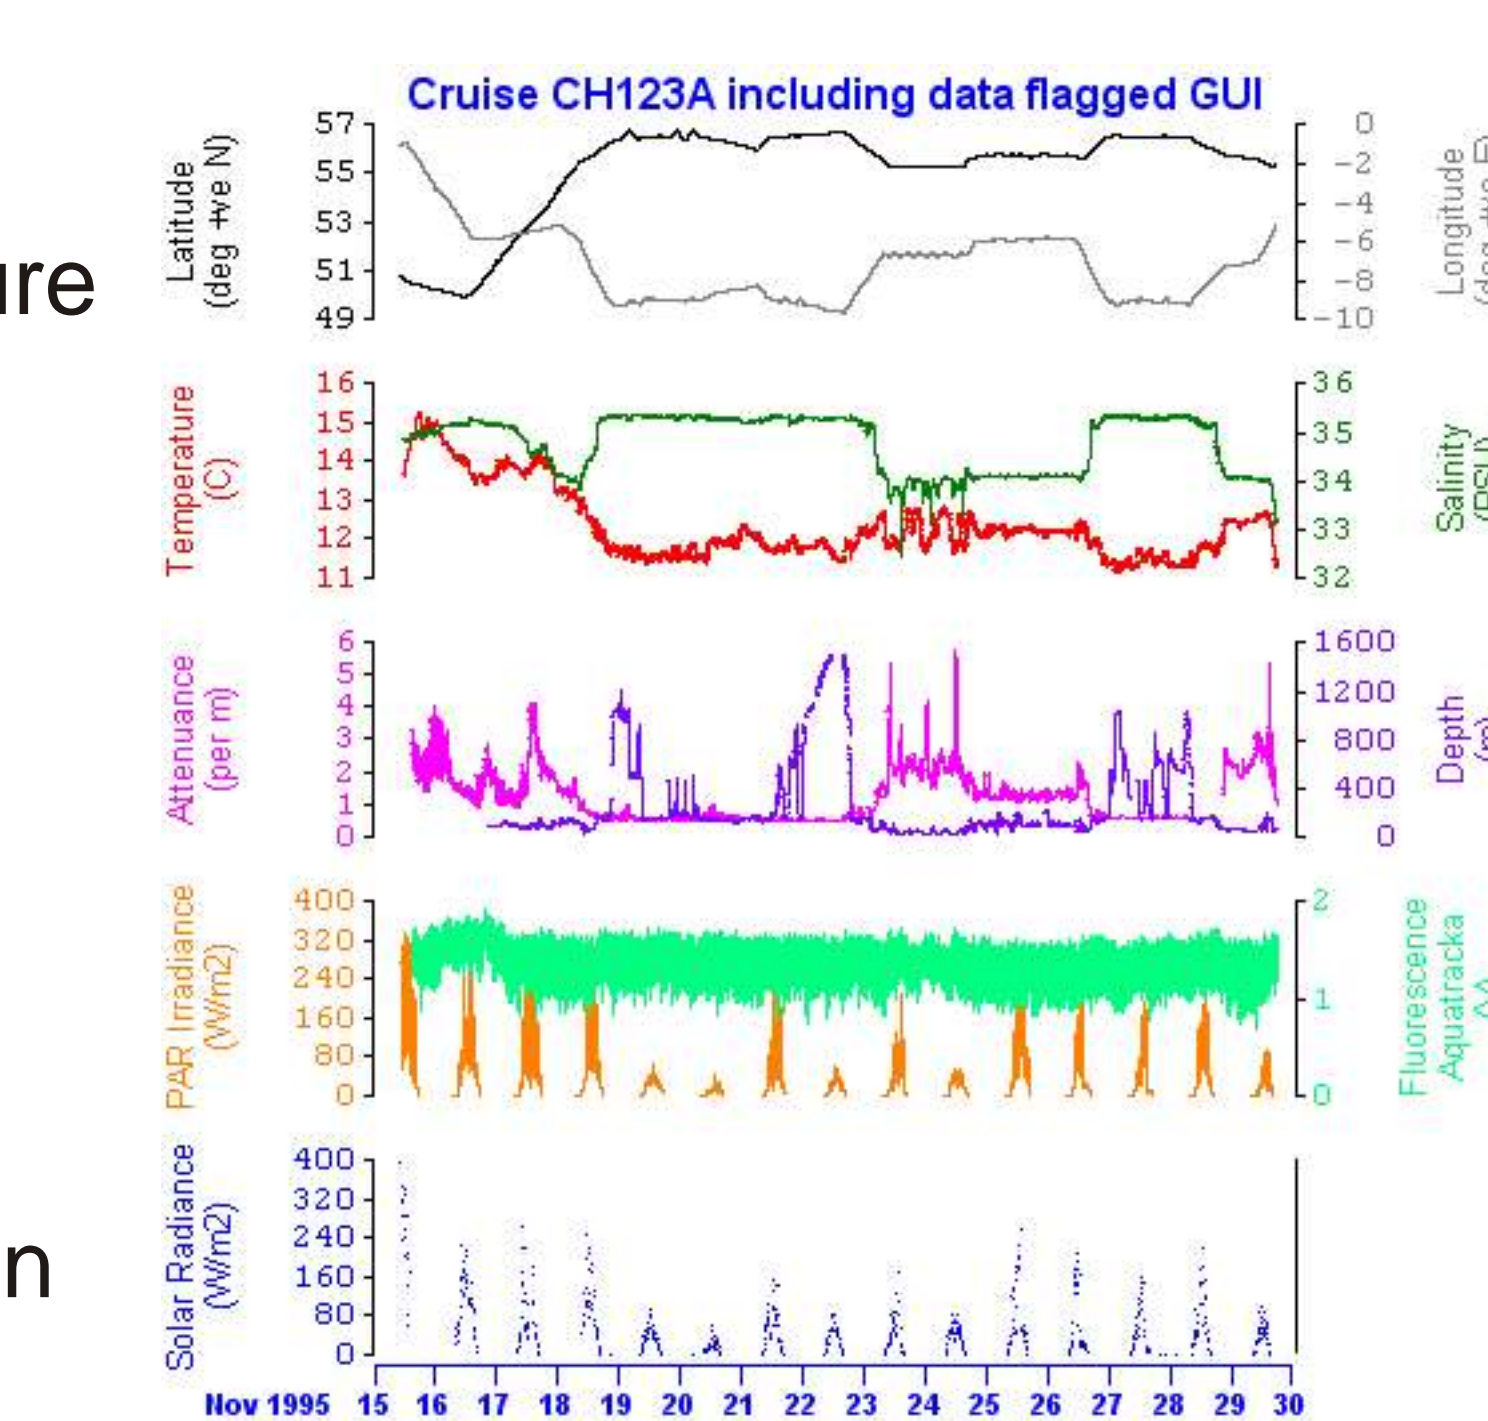 Cruise CH123A including data flagged GUI
ure
Latitude
(deg +ve N)
57
55
53
51
49
0
−2
−4
−6
−8
−10
Longitude
Temperature
(C)
16
15
14
13
12
11
36
35
34
33
32
Salinity
Attenuance
(per m)
6
5
4
3
2
1
0
1600
1200
800
400
0
Depth
PAR Irradiance
(W/m2)
400
320
240
160
80
0
2
1
0
Fluorescence
Aquatracka
n
Solar Radiance
(W/m2)
400
320
240
160
80
0
Nov 1995 15 16 17 18 19 20 21 22 23 24 25 26 27 28 29 30